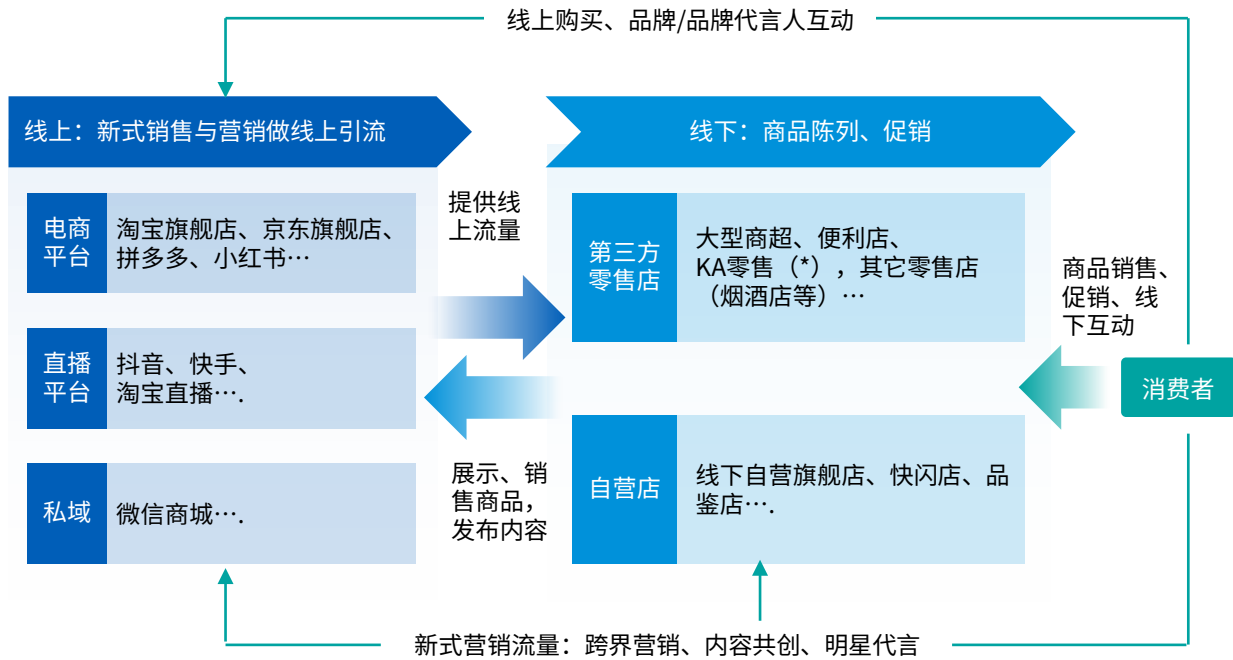 线上购买、品牌/品牌代言人互动
线上：新式销售与营销做线上引流
线下：商品陈列、促销
电商
平台
淘宝旗舰店、京东旗舰店、
拼多多、小红书…
直播
平台
抖音、快手、
淘宝直播….
私域
微信商城….
提供线
上流量
展示、销
售商品，
发布内容
第三方
零售店
大型商超、便利店、
KA零售（*），其它零售店
（烟酒店等）…
自营店
线下自营旗舰店、快闪店、品
鉴店….
商品销售、
促销、线
下互动
消费者
新式营销流量：跨界营销、内容共创、明星代言